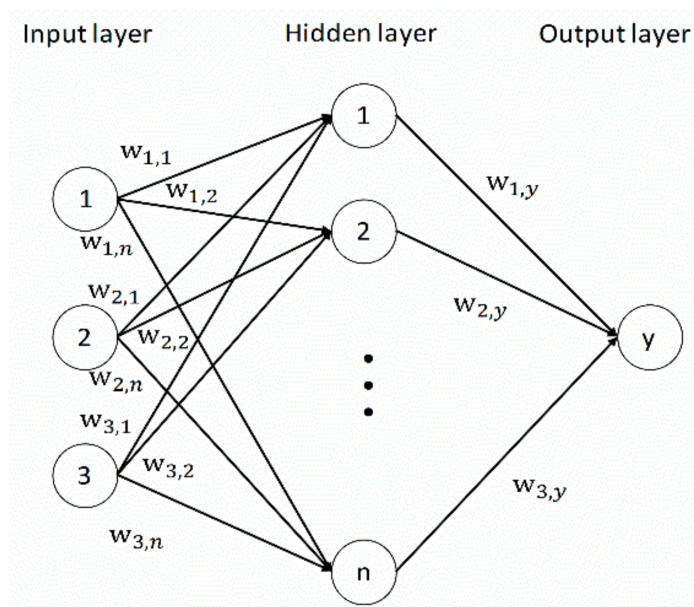 Input layer
Hidden layer
Output layer
1
w1,1
w1,2
1
w1,y
w1,n
2
w2,1
2
w2,2
w2,y
y
w2,n
w3,1
3
w3,2
w3,y
w3,n
n